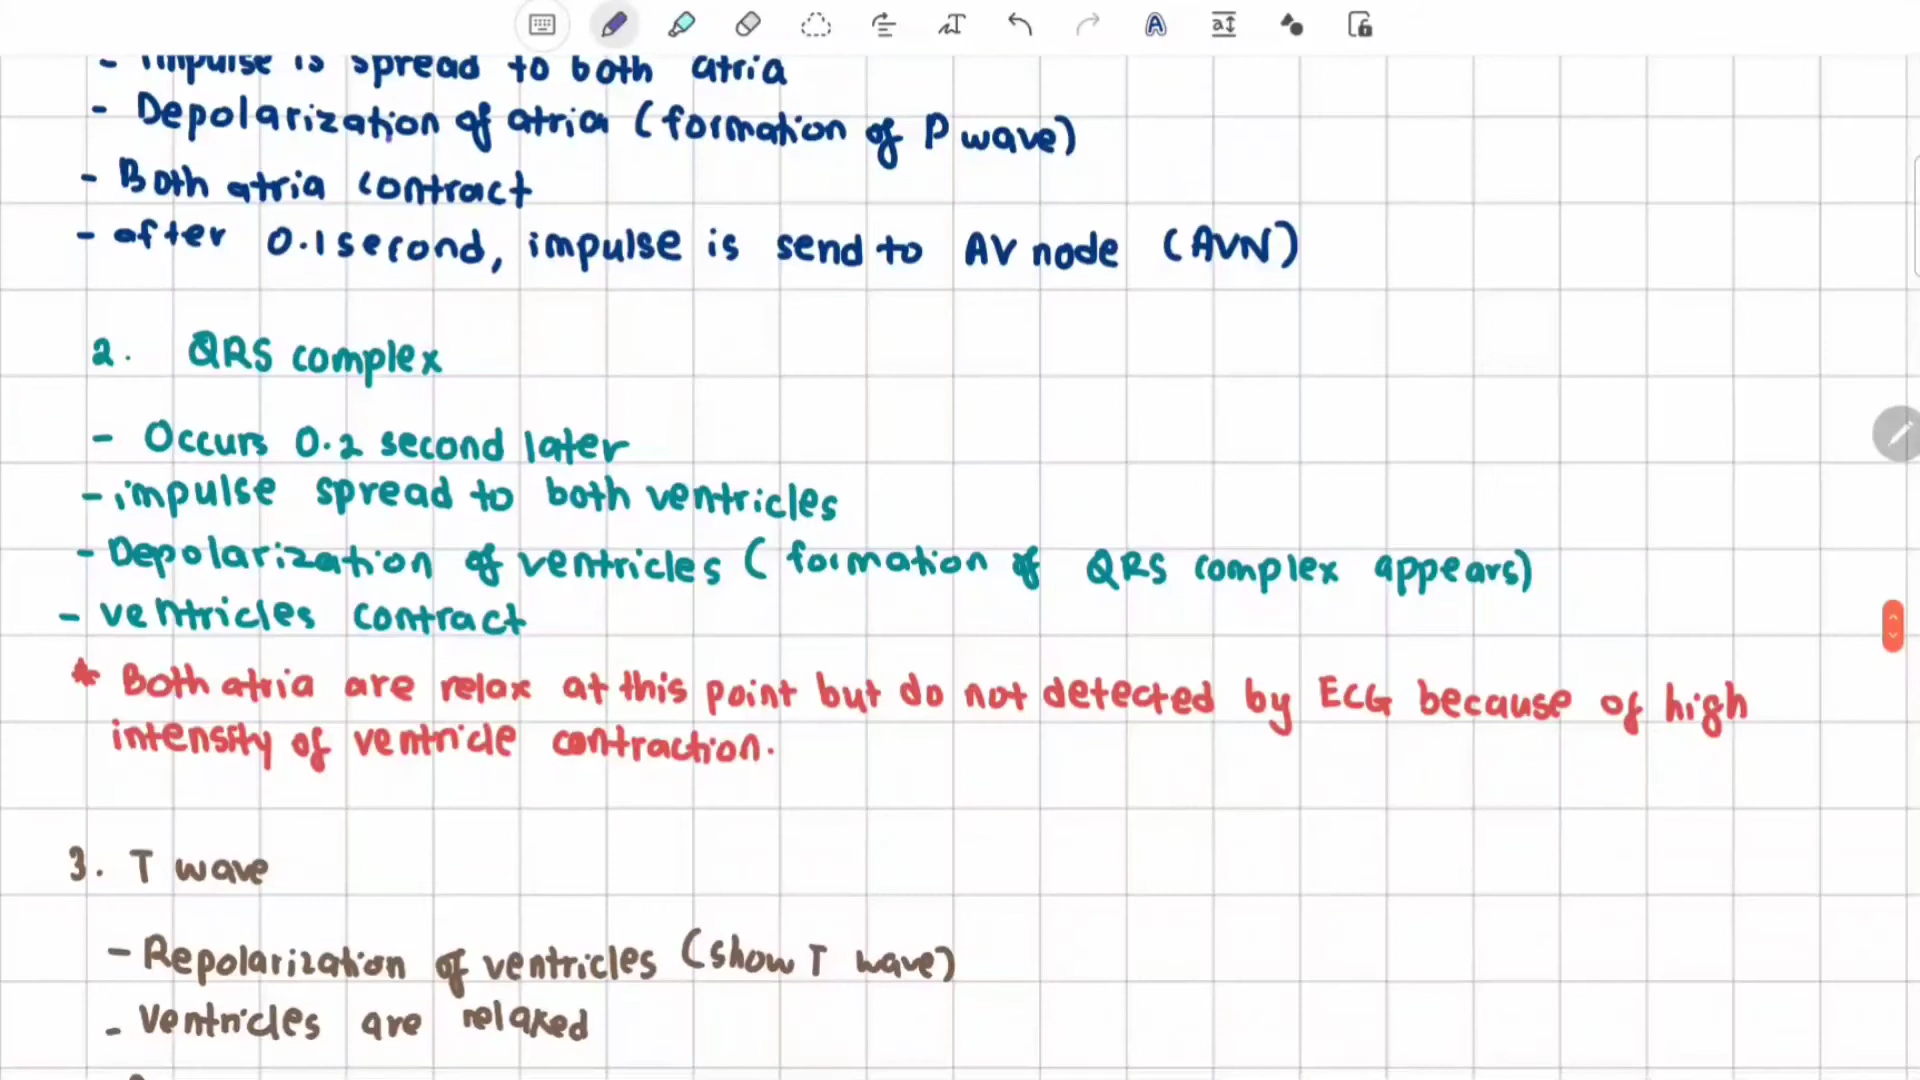 - Impulse is spread to both atria
- Depolarization of atria (formation of P wave)
- Both atria contract
- after 0.1 second, impulse is send to AV node (AVN)
2. QRS complex
- Occurs 0.2 second later
- impulse spread to both ventricles
- Depolarization of ventricles (formation of QRS complex appears)
- ventricles contract
* Both atria are relax at this point but do not detected by ECG because of high
intensity of ventricle contraction.
3. T wave
- Repolarization of ventricles (show T wave)
- Ventricles are relaxed